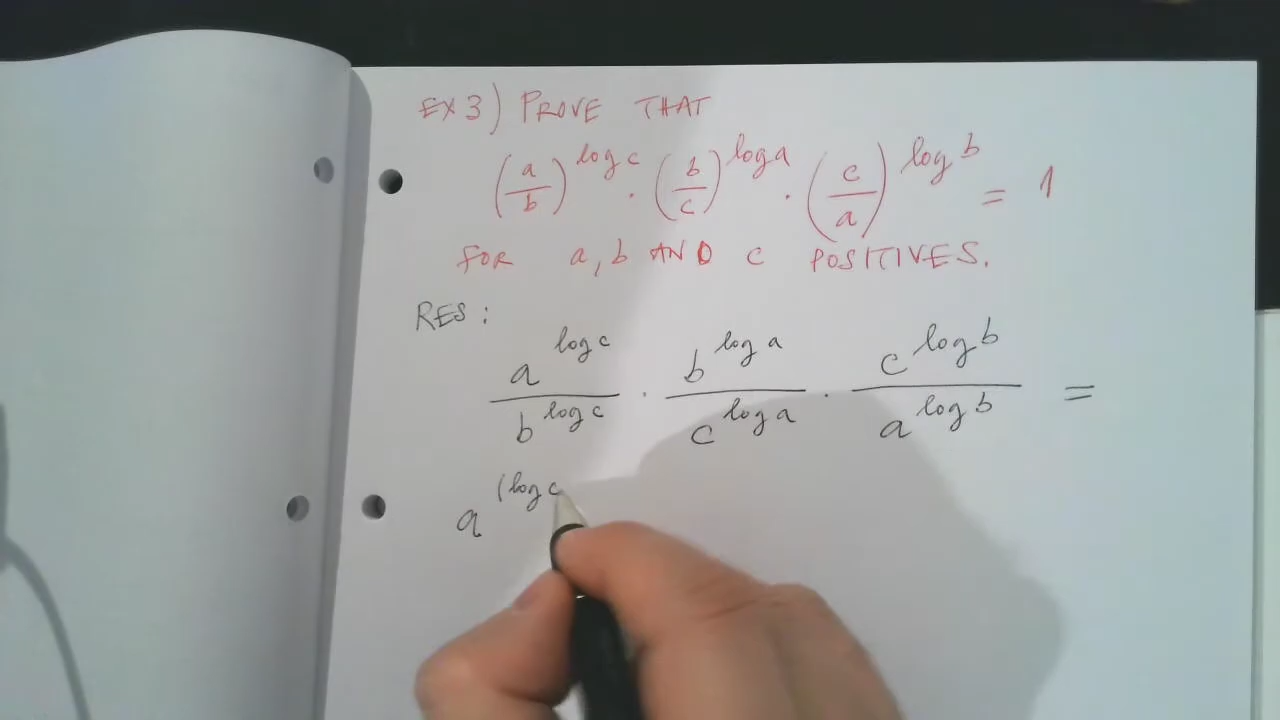 EX 3) PROVE THAT
(a/b)^log c · (b/c)^log a · (c/a)^log b = 1
FOR a, b AND c POSITIVES.
RES:
a^log c / b^log c · b^log a / c^log a · c^log b / a^log b =
a^(log c